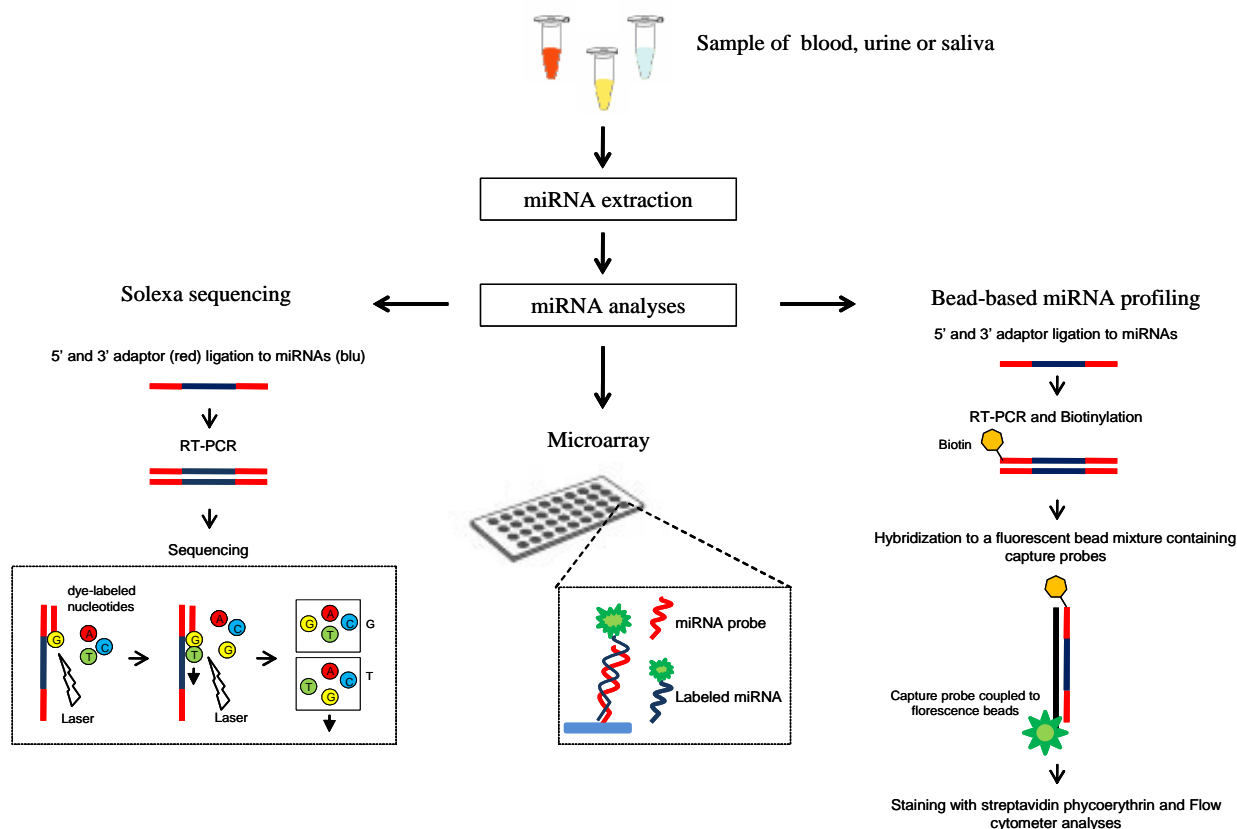 Sample of blood, urine or saliva
miRNA extraction
miRNA analyses
Solexa sequencing
5’ and 3’ adaptor (red) ligation to miRNAs (blu)
RT-PCR
Sequencing
dye-labeled
nucleotides
G
A
C
T
Laser
G
T
A
C
G
Laser
G
A
C
T
G
T
A
C
G
T
Microarray
miRNA probe
Labeled miRNA
Bead-based miRNA profiling
5’ and 3’ adaptor ligation to miRNAs
RT-PCR and Biotinylation
Biotin
Hybridization to a fluorescent bead mixture containing
capture probes
Capture probe coupled to
florescence beads
Staining with streptavidin phycoerythrin and Flow
cytometer analyses